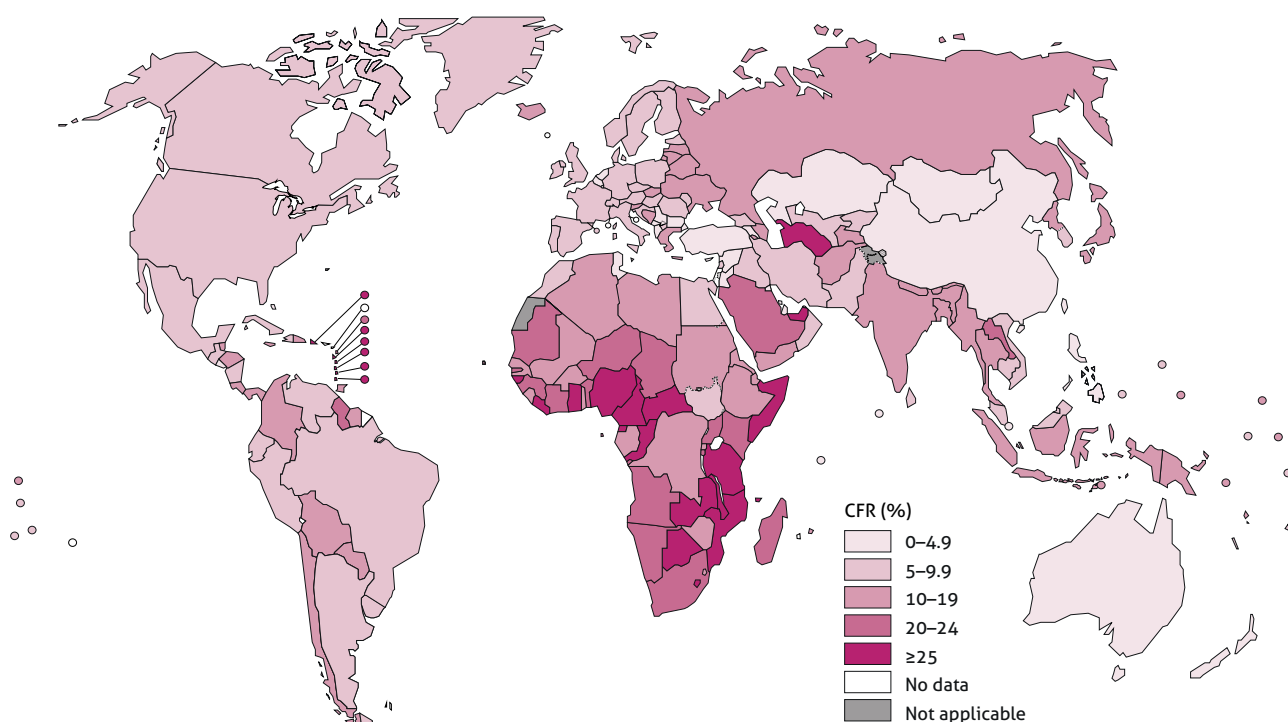 CFR (%)
0–4.9
5–9.9
10–19
20–24
≥25
No data
Not applicable